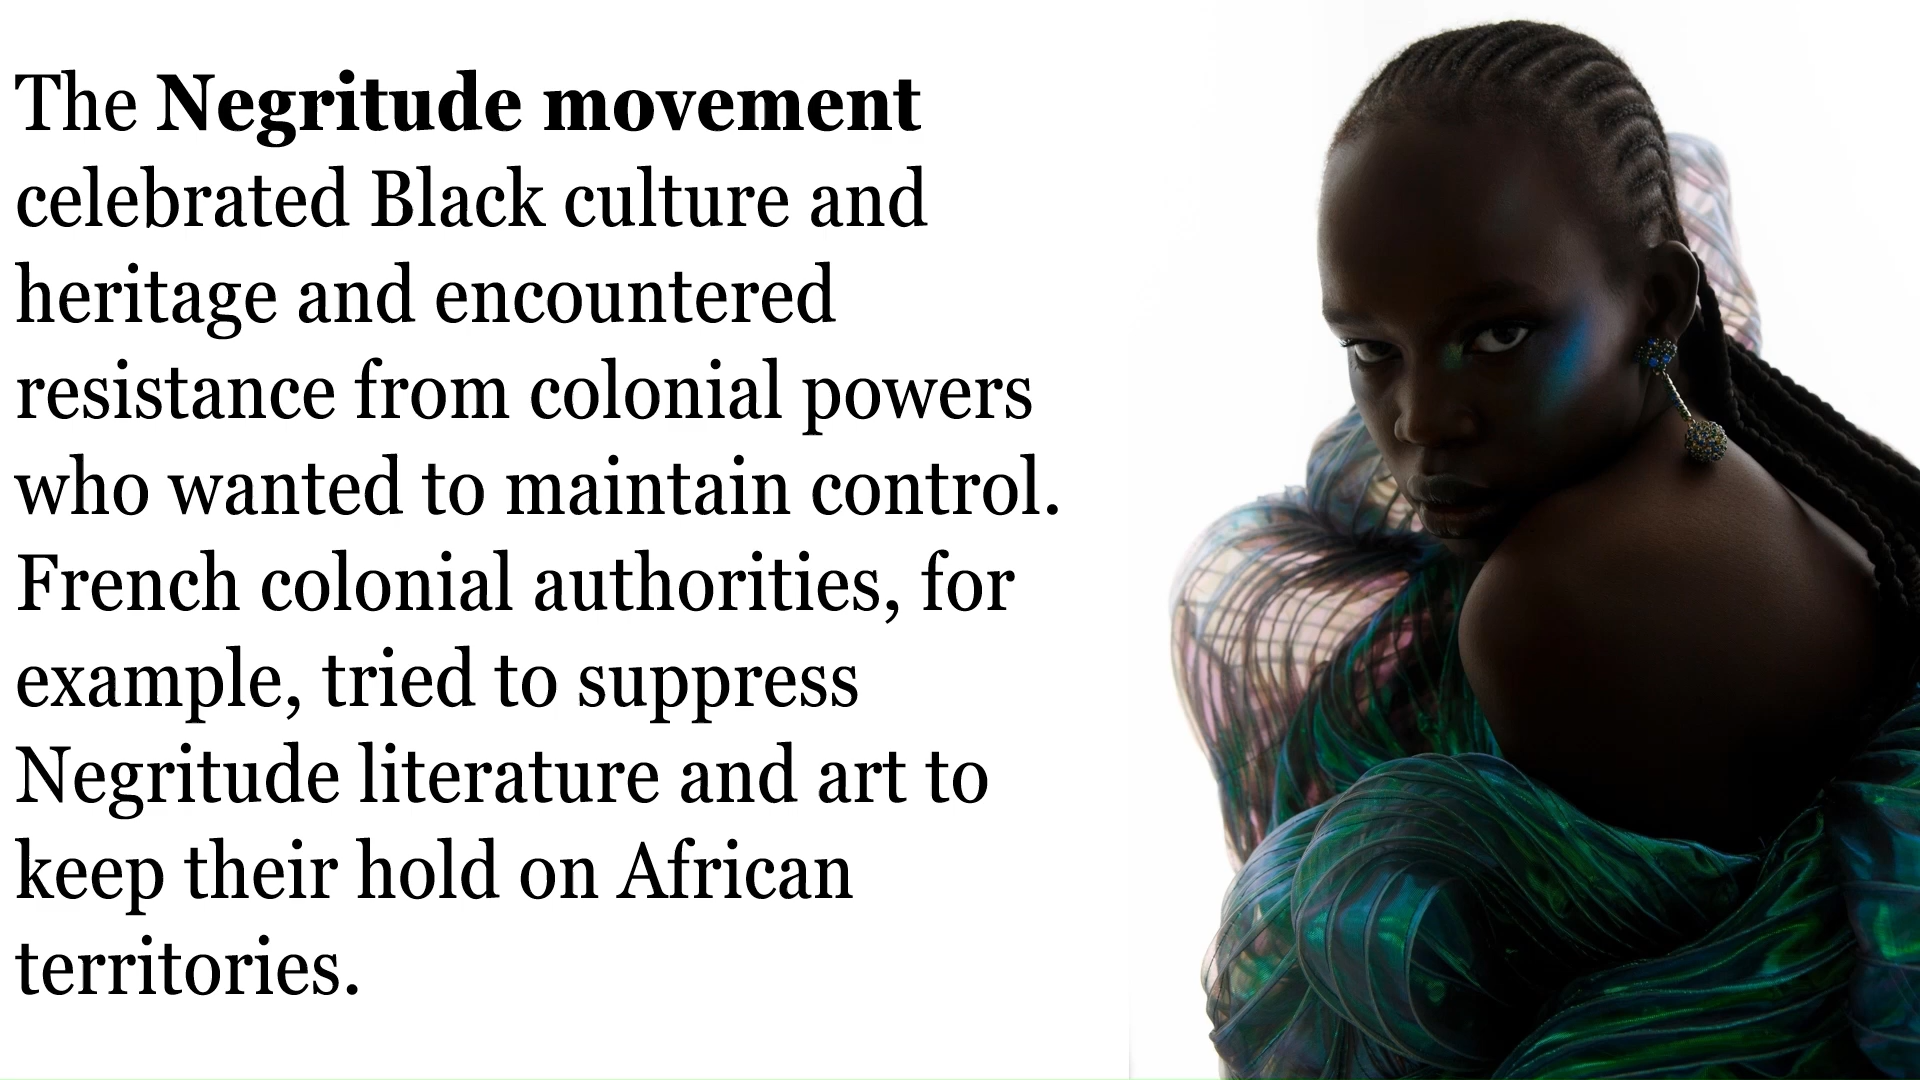 The Negritude movement
celebrated Black culture and
heritage and encountered
resistance from colonial powers
who wanted to maintain control.
French colonial authorities, for
example, tried to suppress
Negritude literature and art to
keep their hold on African
territories.